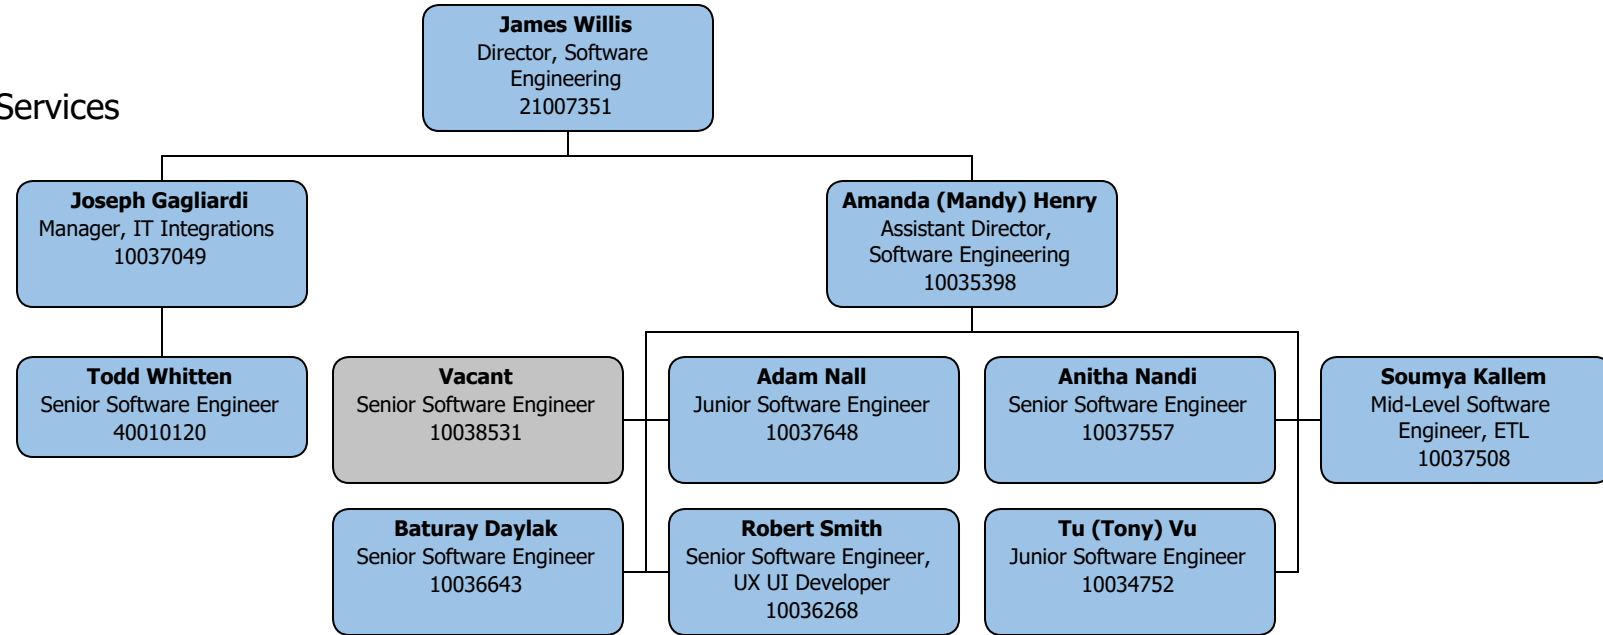 James Willis
Director, Software
Engineering
21007351
Services
Joseph Gagliardi
Manager, IT Integrations
10037049
Amanda (Mandy) Henry
Assistant Director,
Software Engineering
10035398
Todd Whitten
Senior Software Engineer
40010120
Vacant
Senior Software Engineer
10038531
Adam Nall
Junior Software Engineer
10037648
Anitha Nandi
Senior Software Engineer
10037557
Soumya Kallem
Mid-Level Software
Engineer, ETL
10037508
Baturay Daylak
Senior Software Engineer
10036643
Robert Smith
Senior Software Engineer,
UX UI Developer
10036268
Tu (Tony) Vu
Junior Software Engineer
10034752